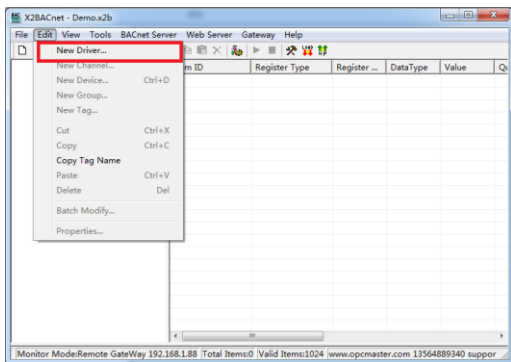 X2BACnet - Demo.x2b
File Edit View Tools BACnet Server Web Server Gateway Help
New Driver...
New Channel...
New Device... Ctrl+D
New Group...
New Tag...
Cut Ctrl+X
Copy Ctrl+C
Copy Tag Name
Paste Ctrl+V
Delete Del
Batch Modify...
Properties...
m ID Register Type Register ... DataType Value Qu
Monitor Mode:Remote GateWay 192.168.1.88 Total Items:0 Valid Items:1024 www.opcmaster.com 13564889340 suppor